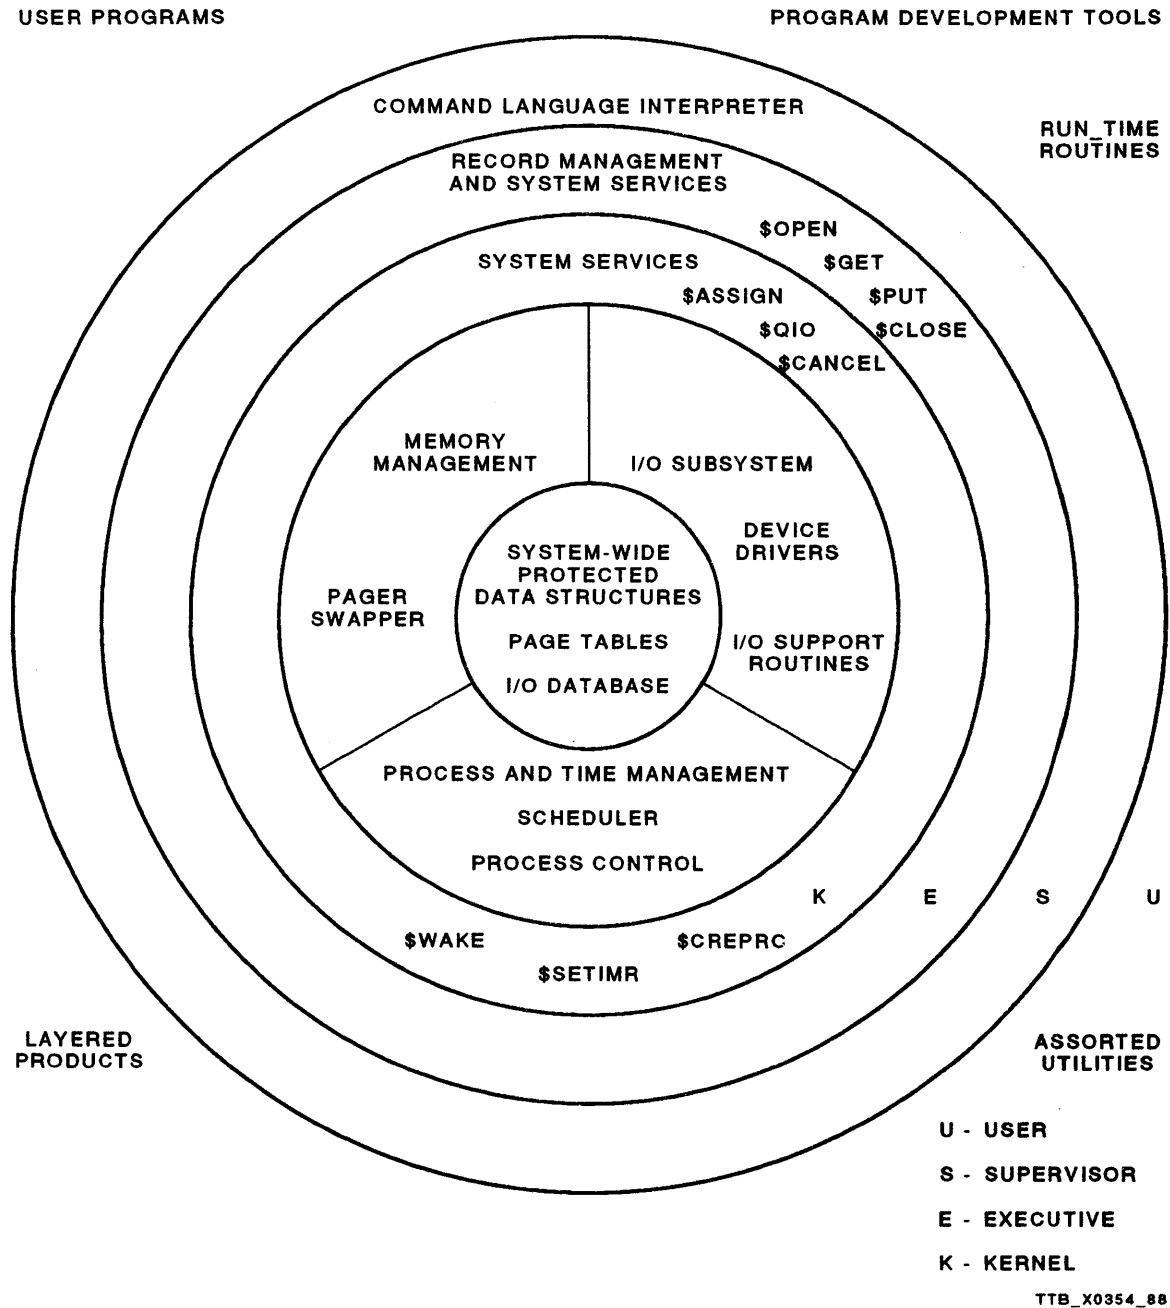 USER PROGRAMS
PROGRAM DEVELOPMENT TOOLS
COMMAND LANGUAGE INTERPRETER
RUN_TIME
ROUTINES
RECORD MANAGEMENT
AND SYSTEM SERVICES
$OPEN
$GET
$PUT
$CLOSE
SYSTEM SERVICES
$ASSIGN
$QIO
$CANCEL
MEMORY
MANAGEMENT
I/O SUBSYSTEM
DEVICE
DRIVERS
SYSTEM-WIDE
PROTECTED
DATA STRUCTURES
PAGE TABLES
I/O DATABASE
PAGER
SWAPPER
I/O SUPPORT
ROUTINES
PROCESS AND TIME MANAGEMENT
SCHEDULER
PROCESS CONTROL
K E S U
$WAKE
$CREPRC
$SETIMR
LAYERED
PRODUCTS
ASSORTED
UTILITIES
U - USER
S - SUPERVISOR
E - EXECUTIVE
K - KERNEL
TTB_X0354_88